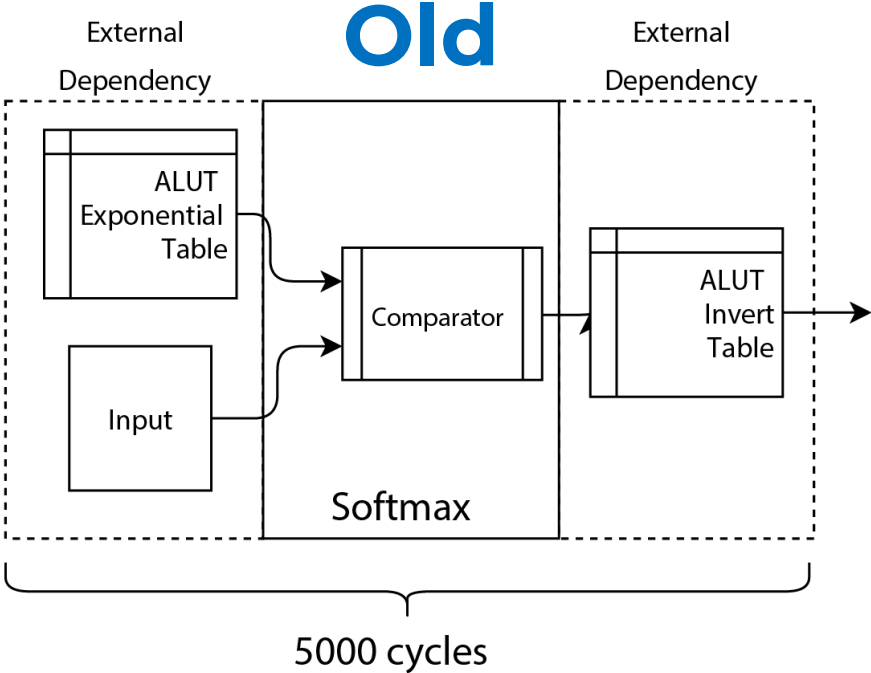 Old
External
Dependency
External
Dependency
ALUT
Exponential
Table
Input
Comparator
Softmax
ALUT
Invert
Table
5000 cycles